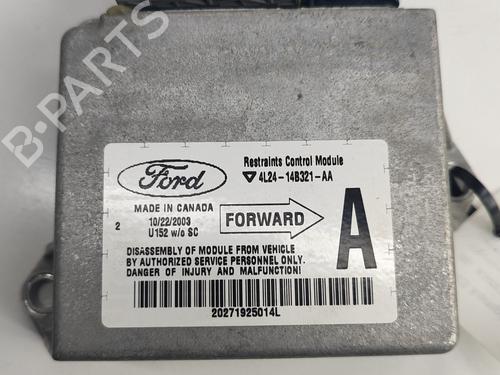 B-PARTS
Ford
Restraints Control Module
4L24-14B321-AA
MADE IN CANADA
10/22/2003
2
U152 w/o SC
FORWARD
A
DISASSEMBLY OF MODULE FROM VEHICLE
BY AUTHORIZED SERVICE PERSONNEL ONLY.
DANGER OF INJURY AND MALFUNCTION!
20271925014L